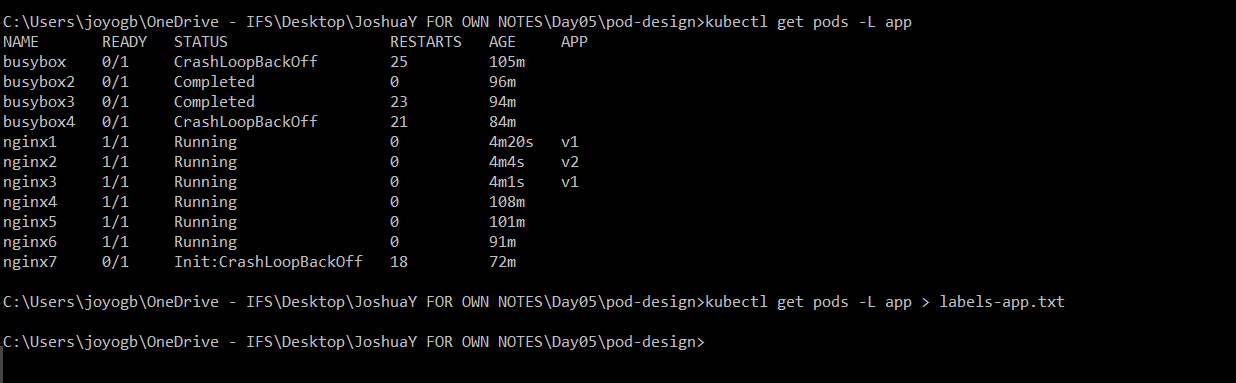 C:\Users\joyogb\OneDrive - IFS\Desktop\JoshuaY FOR OWN NOTES\Day05\pod-design>kubectl get pods -L app
NAME READY STATUS RESTARTS AGE APP
busybox 0/1 CrashLoopBackOff 25 105m
busybox2 0/1 Completed 0 96m
busybox3 0/1 Completed 23 94m
busybox4 0/1 CrashLoopBackOff 21 84m
nginx1 1/1 Running 0 4m20s v1
nginx2 1/1 Running 0 4m4s v2
nginx3 1/1 Running 0 4m1s v1
nginx4 1/1 Running 0 108m
nginx5 1/1 Running 0 101m
nginx6 1/1 Running 0 91m
nginx7 0/1 Init:CrashLoopBackOff 18 72m
C:\Users\joyogb\OneDrive - IFS\Desktop\JoshuaY FOR OWN NOTES\Day05\pod-design>kubectl get pods -L app > labels-app.txt
C:\Users\joyogb\OneDrive - IFS\Desktop\JoshuaY FOR OWN NOTES\Day05\pod-design>